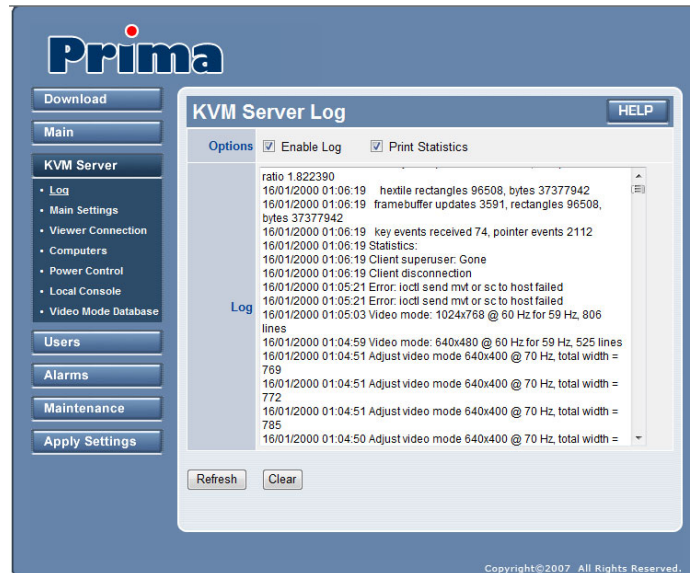 Prima
Download
Main
KVM Server
• Log
• Main Settings
• Viewer Connection
• Computers
• Power Control
• Local Console
• Video Mode Database
Users
Alarms
Maintenance
Apply Settings
KVM Server Log
HELP
Options
Enable Log
Print Statistics
Log
ratio 1.822390
16/01/2000 01:06:19 hextile rectangles 96508, bytes 37377942
16/01/2000 01:06:19 framebuffer updates 3591, rectangles 96508,
bytes 37377942
16/01/2000 01:06:19 key events received 74, pointer events 2112
16/01/2000 01:06:19 Statistics:
16/01/2000 01:06:19 Client superuser: Gone
16/01/2000 01:06:19 Client disconnection
16/01/2000 01:05:21 Error: ioctl send mvt or sc to host failed
16/01/2000 01:05:21 Error: ioctl send mvt or sc to host failed
16/01/2000 01:05:03 Video mode: 1024x768 @ 60 Hz for 59 Hz, 806
lines
16/01/2000 01:04:59 Video mode: 640x480 @ 60 Hz for 59 Hz, 525 lines
16/01/2000 01:04:51 Adjust video mode 640x400 @ 70 Hz, total width =
769
16/01/2000 01:04:51 Adjust video mode 640x400 @ 70 Hz, total width =
772
16/01/2000 01:04:51 Adjust video mode 640x400 @ 70 Hz, total width =
785
16/01/2000 01:04:50 Adjust video mode 640x400 @ 70 Hz, total width =
Refresh
Clear
Copyright©2007 All Rights Reserved.